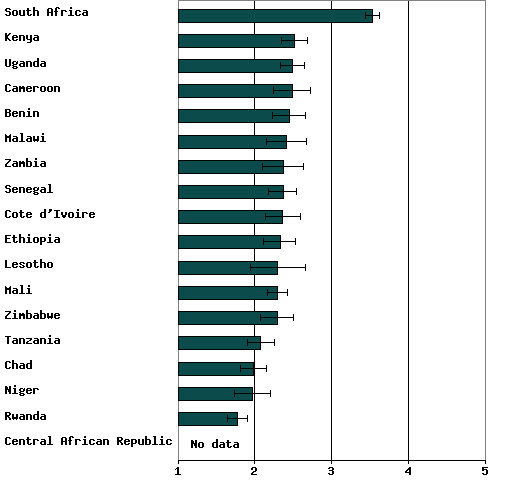 South Africa
Kenya
Uganda
Cameroon
Benin
Malawi
Zambia
Senegal
Cote d'Ivoire
Ethiopia
Lesotho
Mali
Zimbabwe
Tanzania
Chad
Niger
Rwanda
Central African Republic No data
1 2 3 4 5